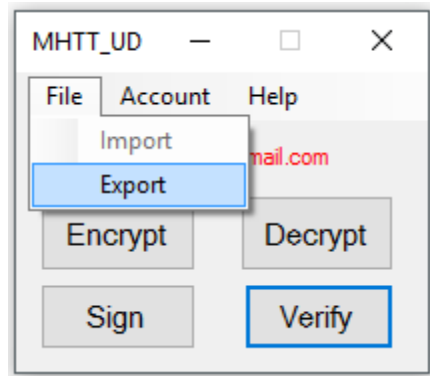 MHTT_UD
File Account Help
Import
mail.com
Export
Encrypt Decrypt
Sign Verify